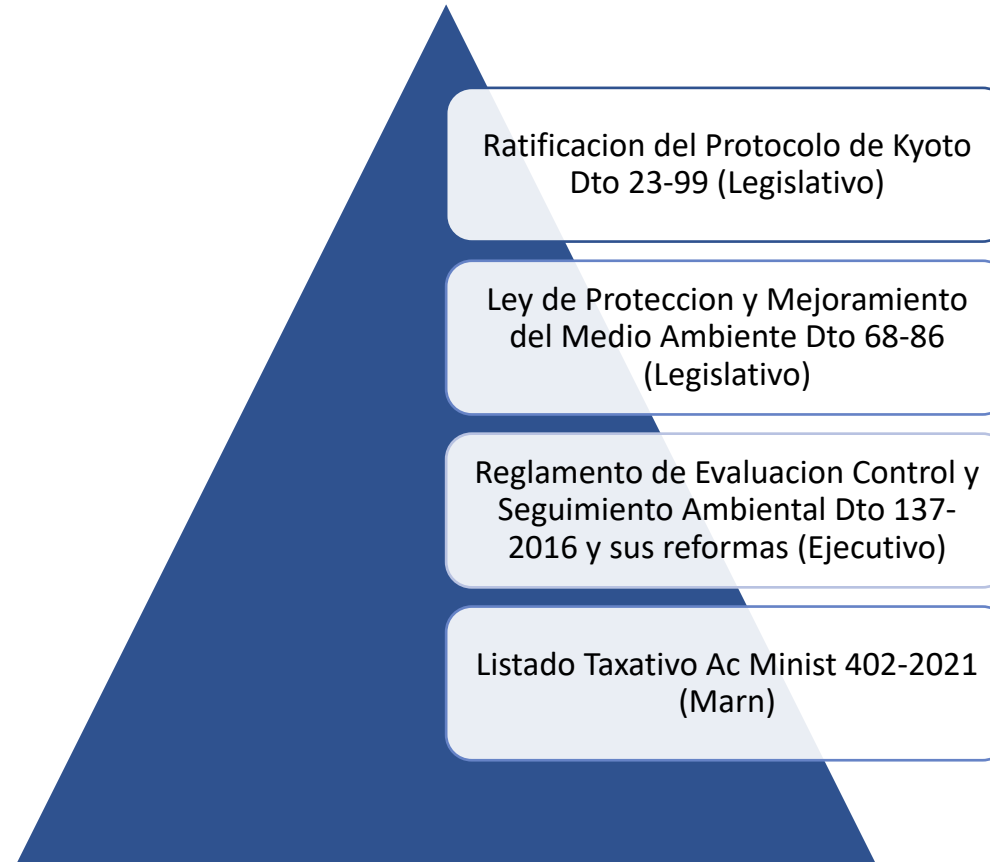 Ratificacion del Protocolo de Kyoto
Dto 23-99 (Legislativo)
Ley de Proteccion y Mejoramiento
del Medio Ambiente Dto 68-86
(Legislativo)
Reglamento de Evaluacion Control y
Seguimiento Ambiental Dto 137-
2016 y sus reformas (Ejecutivo)
Listado Taxativo Ac Minist 402-2021
(Marn)